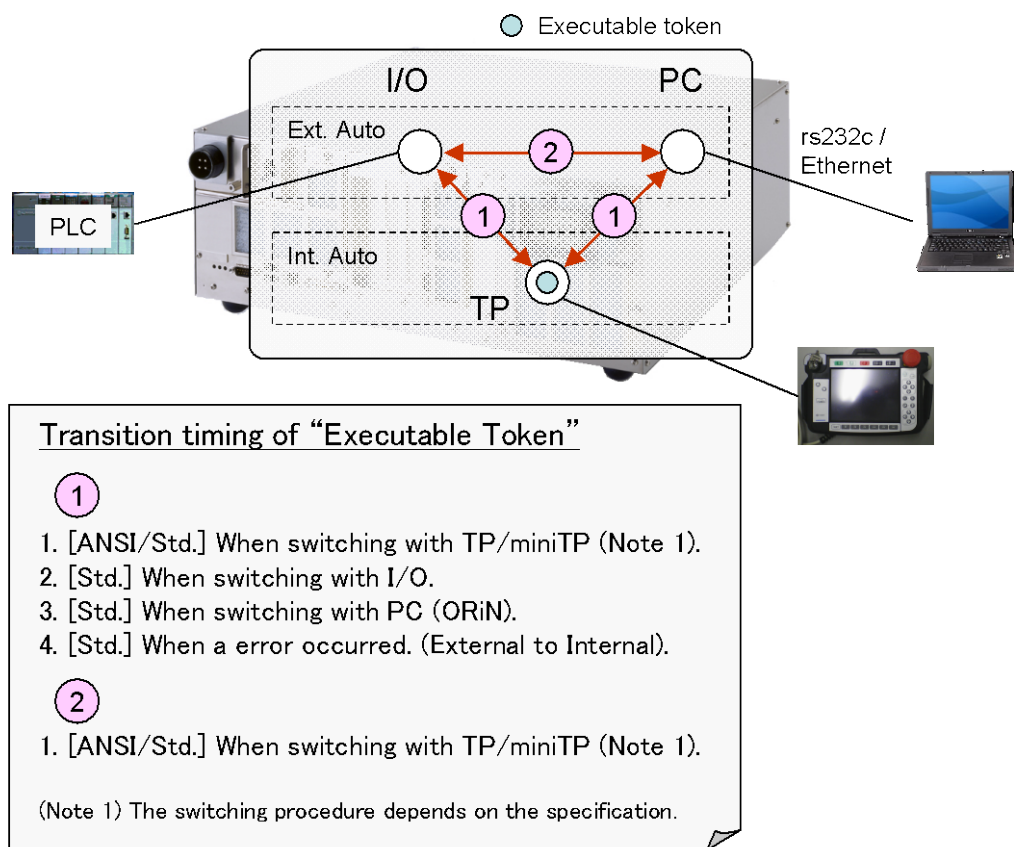 Executable token
I/O
PC
Ext. Auto
2
rs232c /
Ethernet
PLC
1
1
Int. Auto
TP
Transition timing of “Executable Token”
1
1. [ANSI/Std.] When switching with TP/miniTP (Note 1).
2. [Std.] When switching with I/O.
3. [Std.] When switching with PC (ORiN).
4. [Std.] When a error occurred. (External to Internal).
2
1. [ANSI/Std.] When switching with TP/miniTP (Note 1).
(Note 1) The switching procedure depends on the specification.